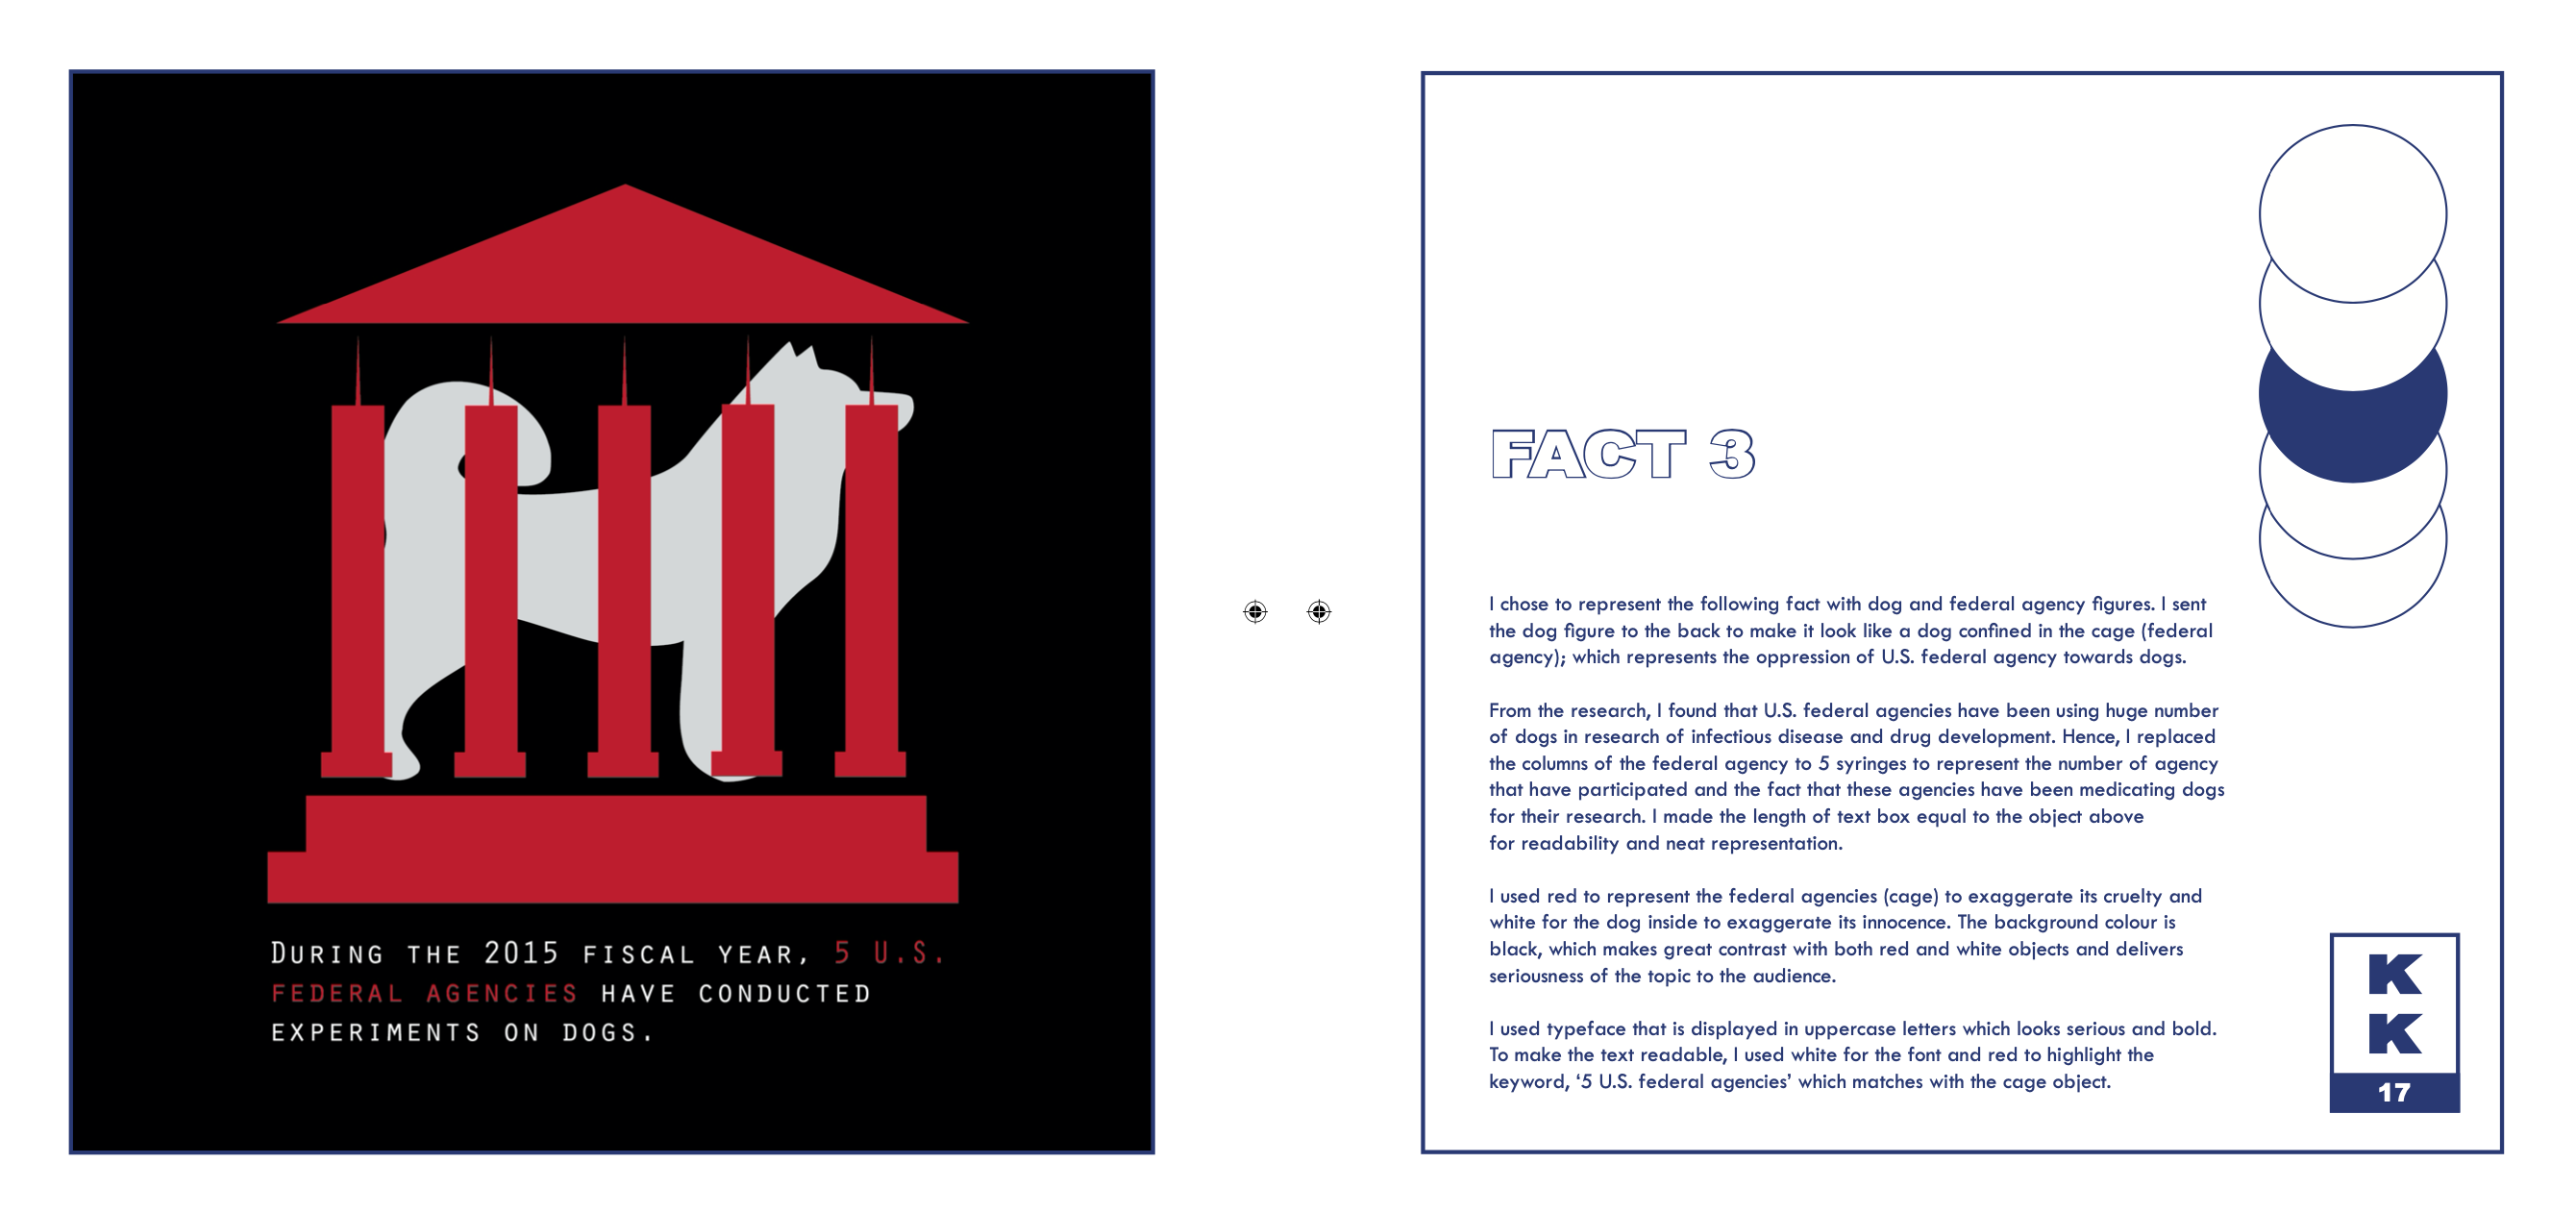 DURING THE 2015 FISCAL YEAR, 5 U.S.
FEDERAL AGENCIES HAVE CONDUCTED
EXPERIMENTS ON DOGS.
FACT 3
I chose to represent the following fact with dog and federal agency figures. I sent
the dog figure to the back to make it look like a dog confined in the cage (federal
agency); which represents the oppression of U.S. federal agency towards dogs.
From the research, I found that U.S. federal agencies have been using huge number
of dogs in research of infectious disease and drug development. Hence, I replaced
the columns of the federal agency to 5 syringes to represent the number of agency
that have participated and the fact that these agencies have been medicating dogs
for their research. I made the length of text box equal to the object above
for readability and neat representation.
I used red to represent the federal agencies (cage) to exaggerate its cruelty and
white for the dog inside to exaggerate its innocence. The background colour is
black, which makes great contrast with both red and white objects and delivers
seriousness of the topic to the audience.
I used typeface that is displayed in uppercase letters which looks serious and bold.
To make the text readable, I used white for the font and red to highlight the
keyword, ‘5 U.S. federal agencies’ which matches with the cage object.
K
K
17